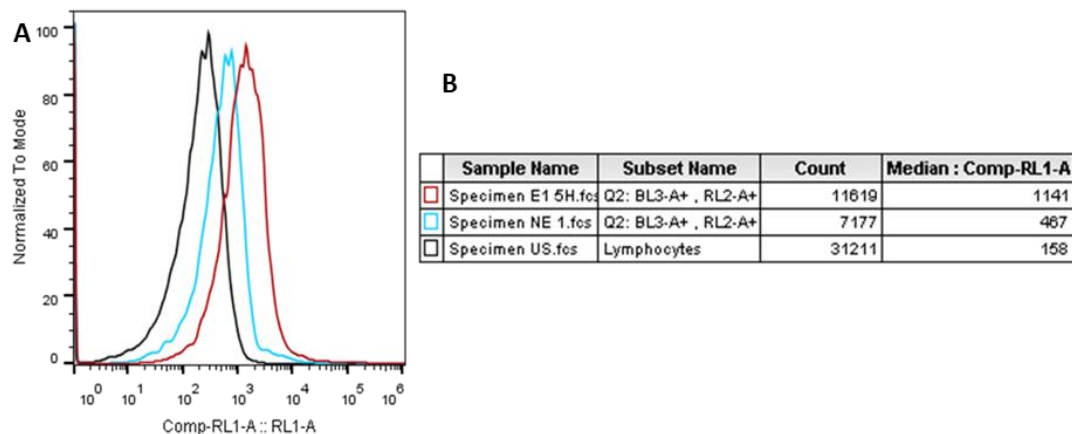 A
100
80
60
40
20
0
Normalized To Mode
10^0 10^1 10^2 10^3 10^4 10^5 10^6
Comp-RL1-A :: RL1-A
B
Sample Name Subset Name Count Median : Comp-RL1-A
Specimen E1 5H.fcs Q2: BL3-A+ , RL2-A+ 11619 1141
Specimen NE 1.fcs Q2: BL3-A+ , RL2-A+ 7177 467
Specimen US.fcs Lymphocytes 31211 158